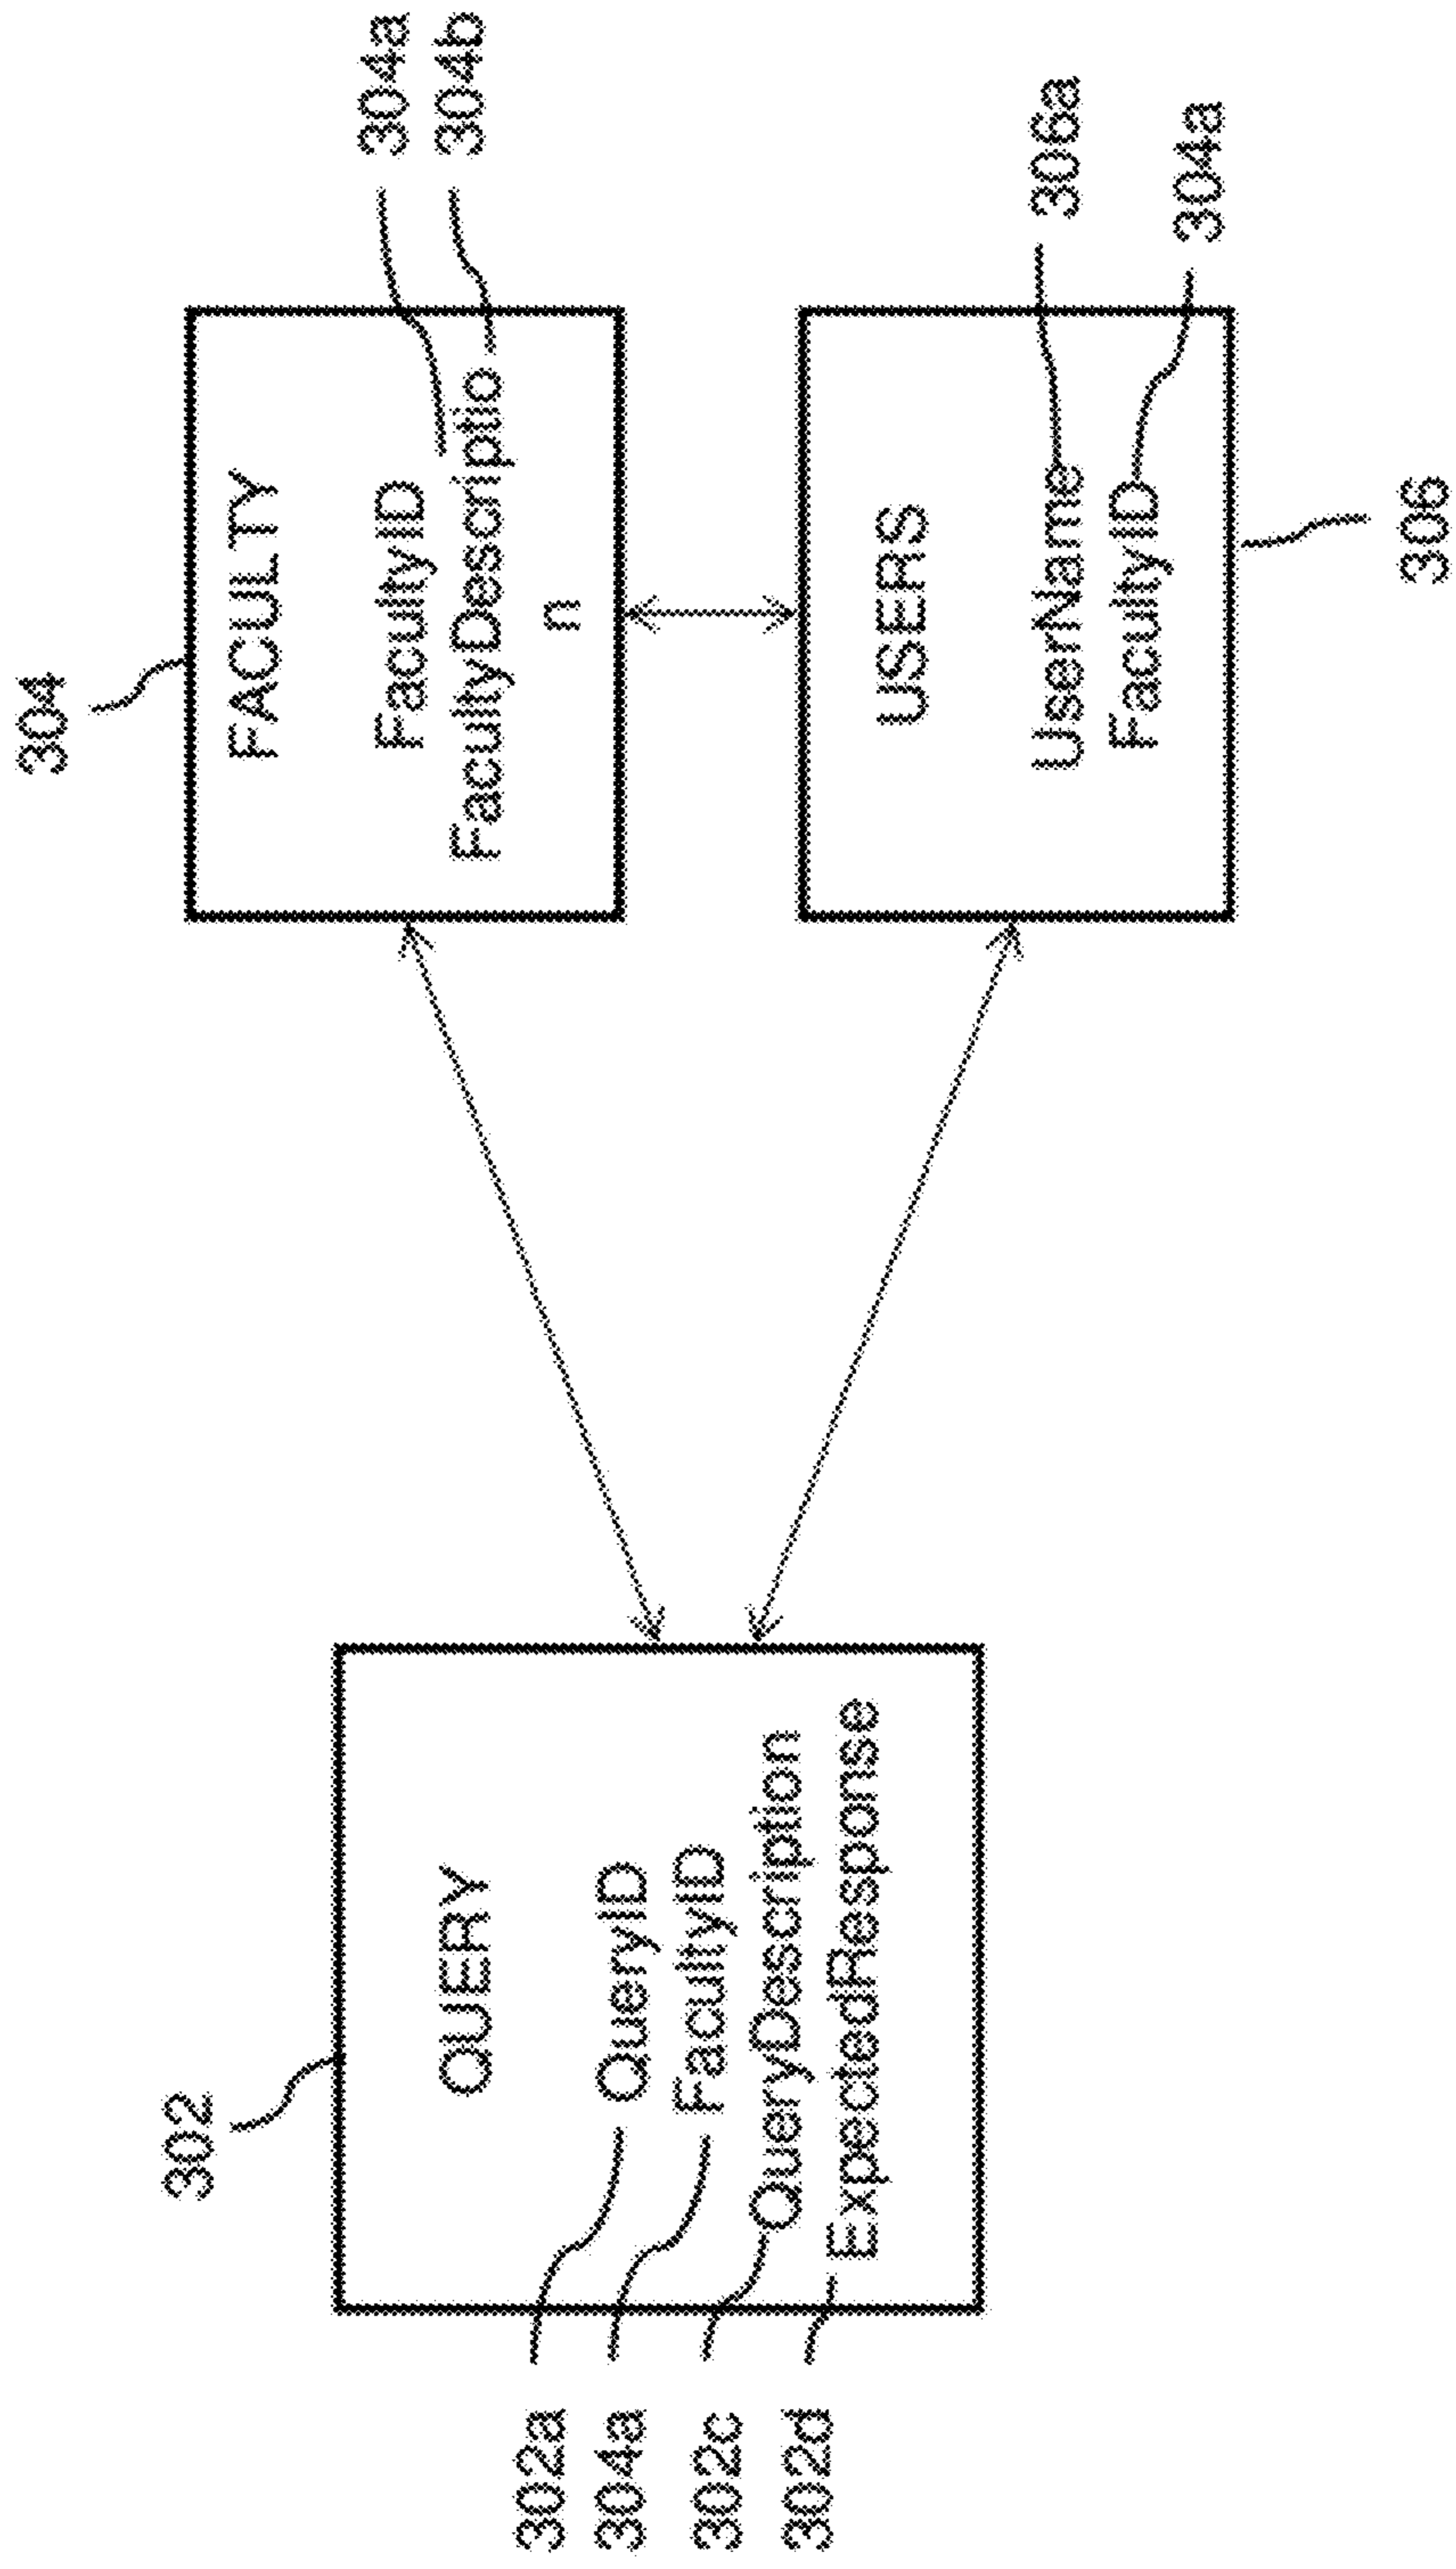 302
QUERY
302a
QueryID
304a
FacultyID
302c
QueryDescription
302d
ExpectedResponse
304
FACULTY
FacultyID
304a
FacultyDescriptio
304b
n
USERS
UserName
306a
FacultyID
304a
306